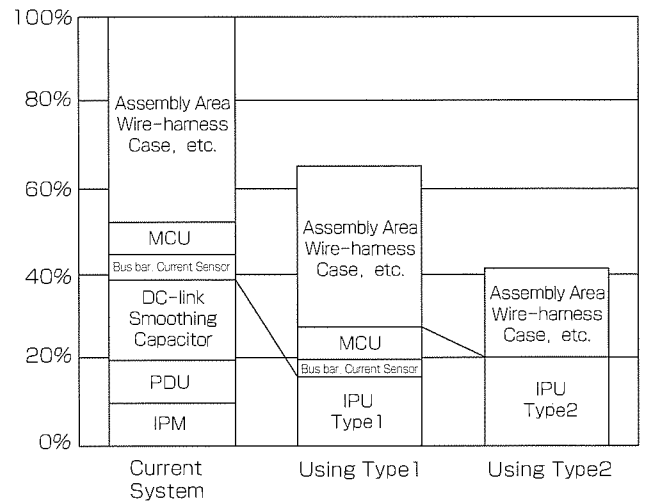 100%
80%
60%
40%
20%
0%
Assembly Area
Wire-harness
Case, etc.
MCU
Bus bar, Current Sensor
DC-link
Smoothing
Capacitor
PDU
IPM
Current
System
Assembly Area
Wire-harness
Case, etc.
MCU
Bus bar, Current Sensor
IPU
Type1
Using Type1
Assembly Area
Wire-harness
Case, etc.
IPU
Type2
Using Type2